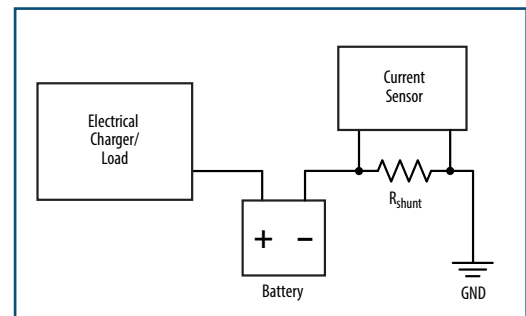 Electrical
Charger/
Load
Current
Sensor
R_shunt
+ −
Battery
GND